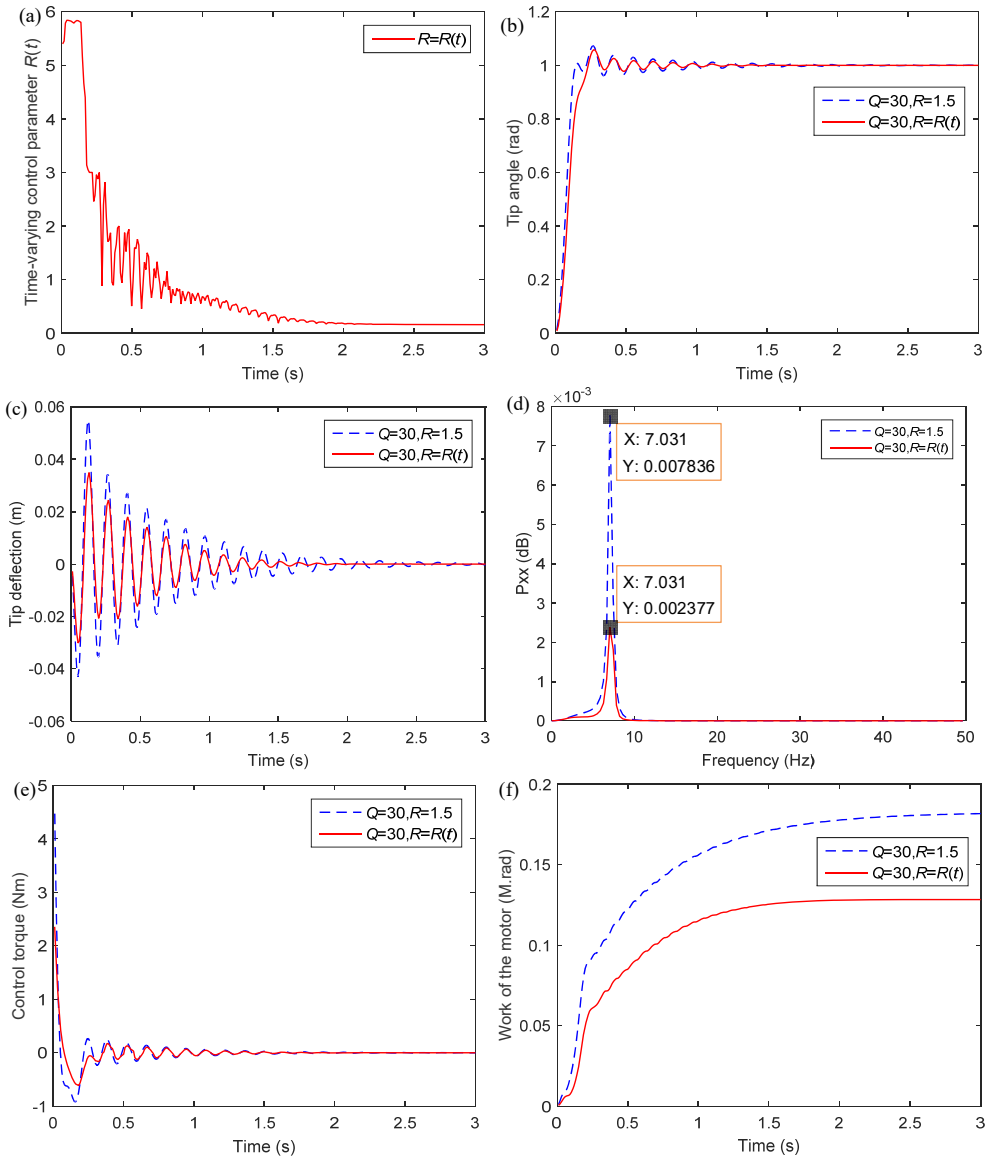 (a)
6
5
4
3
2
1
0
0 0.5 1 1.5 2 2.5 3
Time-varying control parameter R(t)
Time (s)
R=R(t)
(b)
1.2
1
0.8
0.6
0.4
0.2
0
0 0.5 1 1.5 2 2.5 3
Tip angle (rad)
Time (s)
Q=30,R=1.5
Q=30,R=R(t)
(c)
0.06
0.04
0.02
0
-0.02
-0.04
-0.06
0 0.5 1 1.5 2 2.5 3
Tip deflection (m)
Time (s)
Q=30,R=1.5
Q=30,R=R(t)
(d)
×10⁻³
8
7
6
5
4
3
2
1
0
0 10 20 30 40 50
Pxx (dB)
Frequency (Hz)
Q=30,R=1.5
Q=30,R=R(t)
X: 7.031
Y: 0.007836
X: 7.031
Y: 0.002377
(e)
5
4
3
2
1
0
-1
0 0.5 1 1.5 2 2.5 3
Control torque (Nm)
Time (s)
Q=30,R=1.5
Q=30,R=R(t)
(f)
0.2
0.15
0.1
0.05
0
0 0.5 1 1.5 2 2.5 3
Work of the motor (M.rad)
Time (s)
Q=30,R=1.5
Q=30,R=R(t)